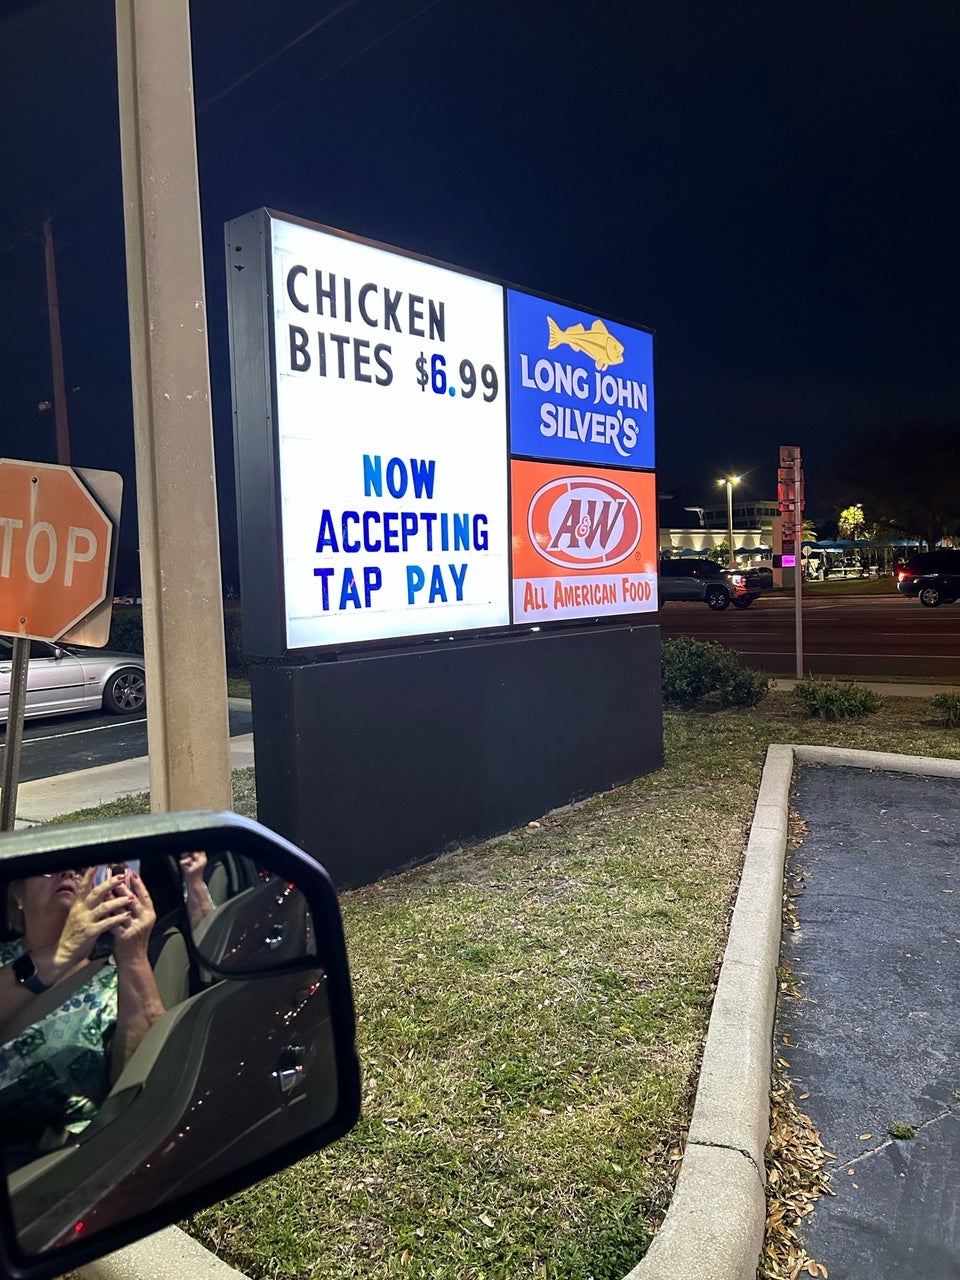 CHICKEN
BITES $6.99
NOW
ACCEPTING
TAP PAY
LONG JOHN
SILVER'S
A&W
ALL AMERICAN FOOD
TOP